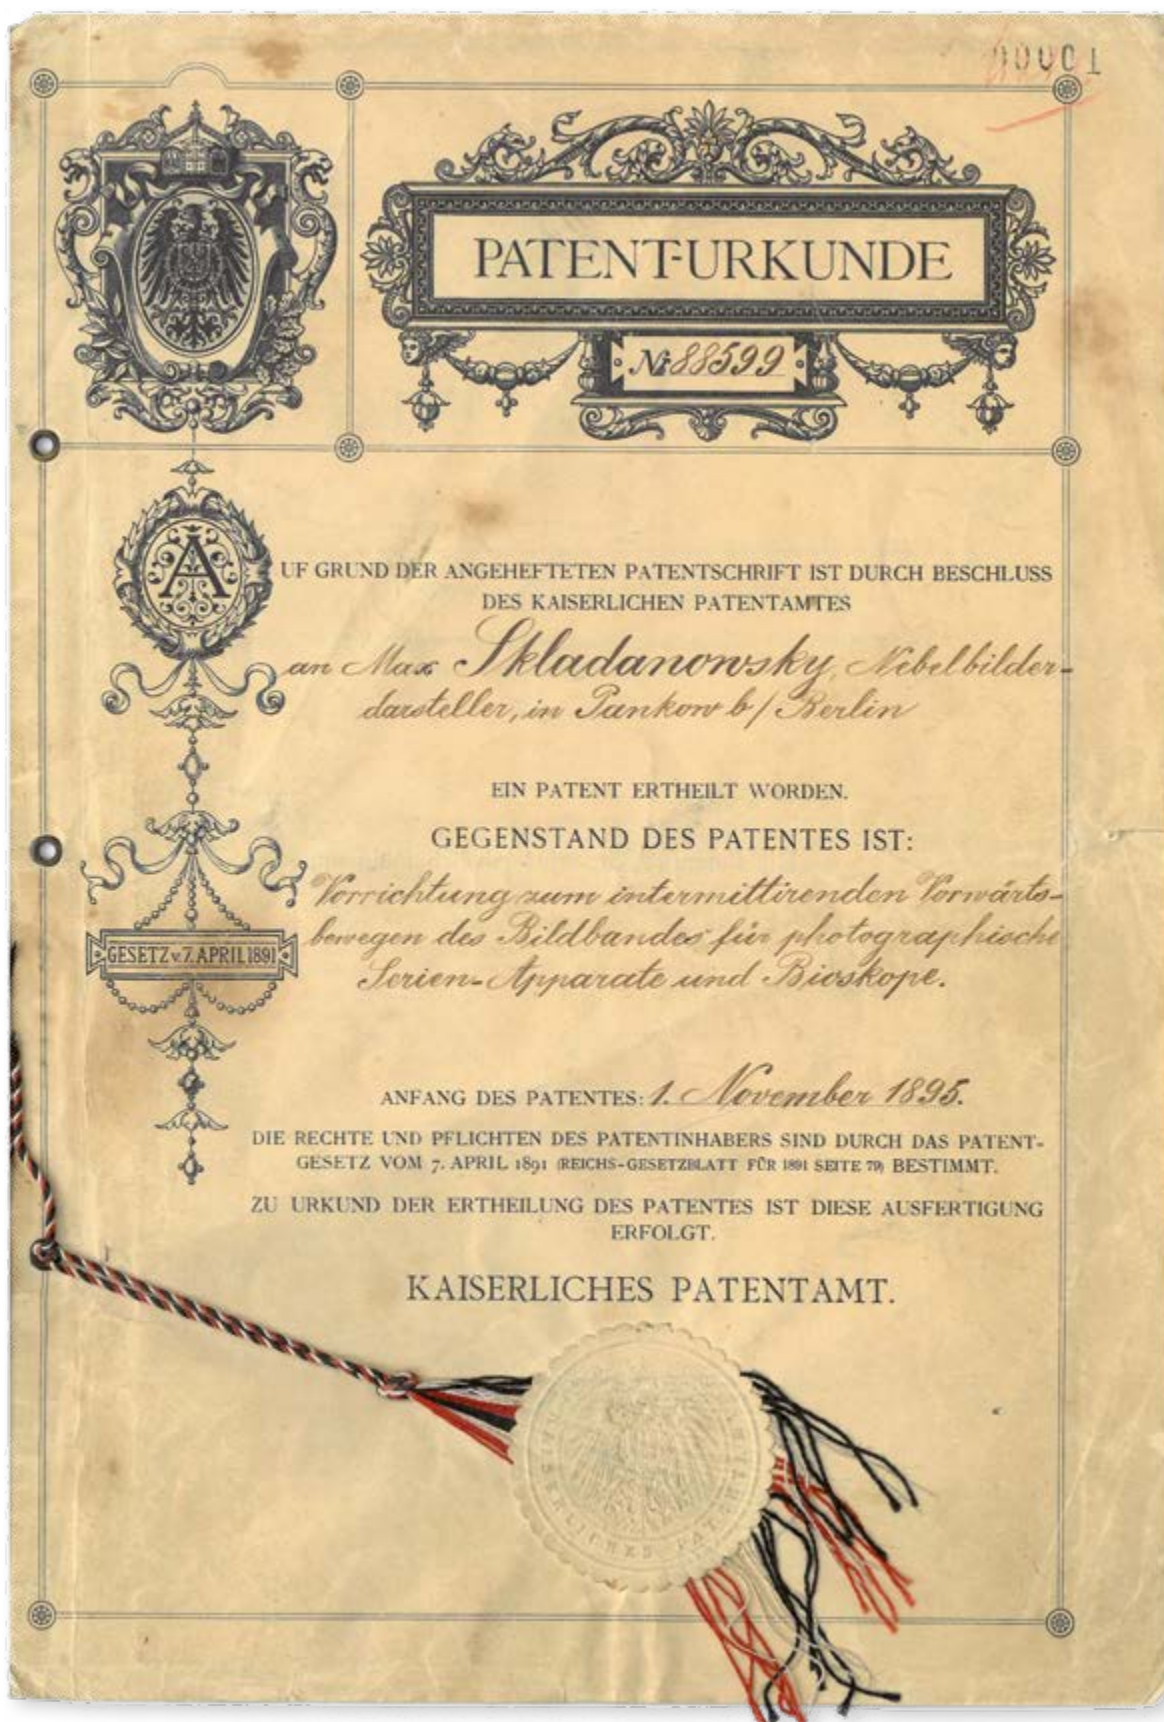 00001
PATENT-URKUNDE
№ 88599
AUF GRUND DER ANGEHEFTETEN PATENTSCHRIFT IST DURCH BESCHLUSS
DES KAISERLICHEN PATENTAMTES
an Max Skladanowsky, Nebelbilder-
darsteller, in Pankow b/Berlin
EIN PATENT ERTHEILT WORDEN.
GEGENSTAND DES PATENTES IST:
Vorrichtung zum intermittirenden Vorwärts-
bewegen des Bildbandes für photographische
Serien-Apparate und Bioskope.
GESETZ v. 7. APRIL 1891
ANFANG DES PATENTES: 1. November 1895.
DIE RECHTE UND PFLICHTEN DES PATENTINHABERS SIND DURCH DAS PATENT-
GESETZ VOM 7. APRIL 1891 (REICHS-GESETZBLATT FÜR 1891 SEITE 79) BESTIMMT.
ZU URKUND DER ERTHEILUNG DES PATENTES IST DIESE AUSFERTIGUNG
ERFOLGT.
KAISERLICHES PATENTAMT.
KAISERLICHES PATENTAMT